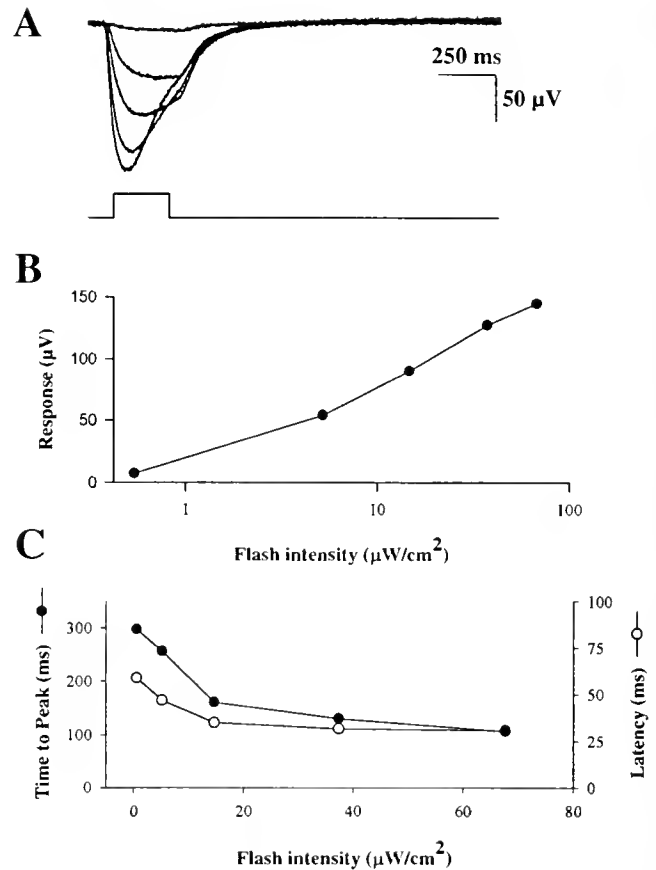 A
250 ms
50 µV
B
150
100
50
0
Response (µV)
1
10
100
Flash intensity (µW/cm²)
C
Time to Peak (ms)
300
200
100
0
100
75
50
25
0
Latency (ms)
0
20
40
60
80
Flash intensity (µW/cm²)